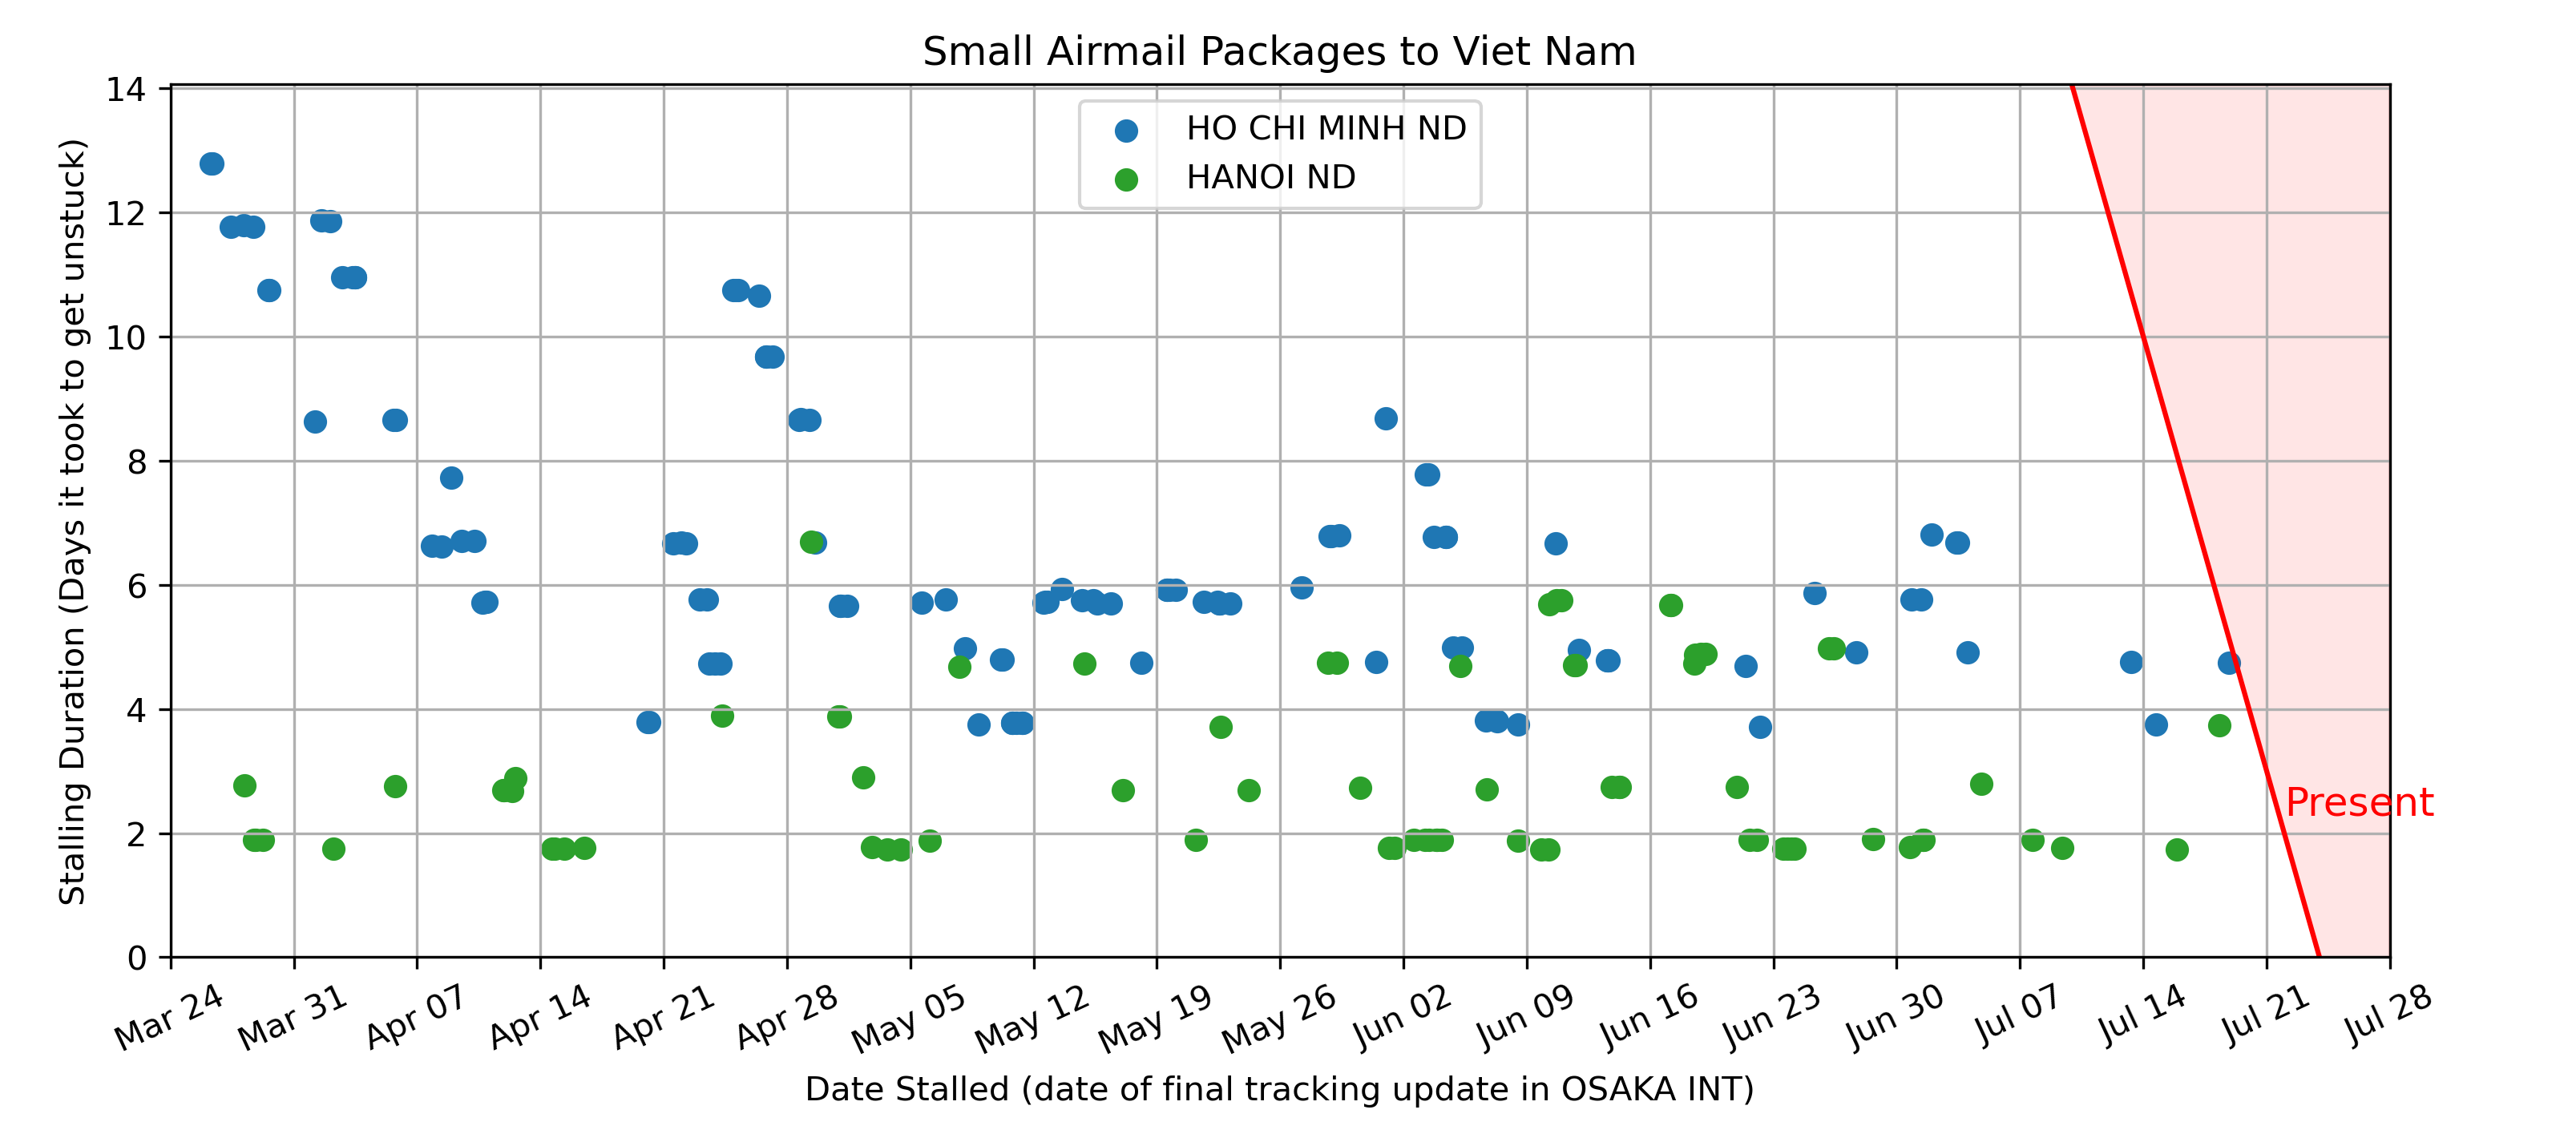 Small Airmail Packages to Viet Nam
HO CHI MINH ND
HANOI ND
Stalling Duration (Days it took to get unstuck)
14
12
10
8
6
4
2
0
Present
Mar 24
Mar 31
Apr 07
Apr 14
Apr 21
Apr 28
May 05
May 12
May 19
May 26
Jun 02
Jun 09
Jun 16
Jun 23
Jun 30
Jul 07
Jul 14
Jul 21
Jul 28
Date Stalled (date of final tracking update in OSAKA INT)